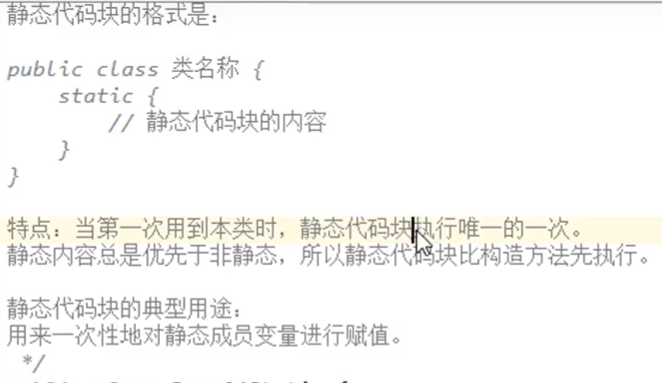 静态代码块的格式是：
public class 类名称 {
static {
// 静态代码块的内容
}
}
特点：当第一次用到本类时，静态代码块执行唯一的一次。
静态内容总是优先于非静态，所以静态代码块比构造方法先执行。
静态代码块的典型用途：
用来一次性地对静态成员变量进行赋值。
*/